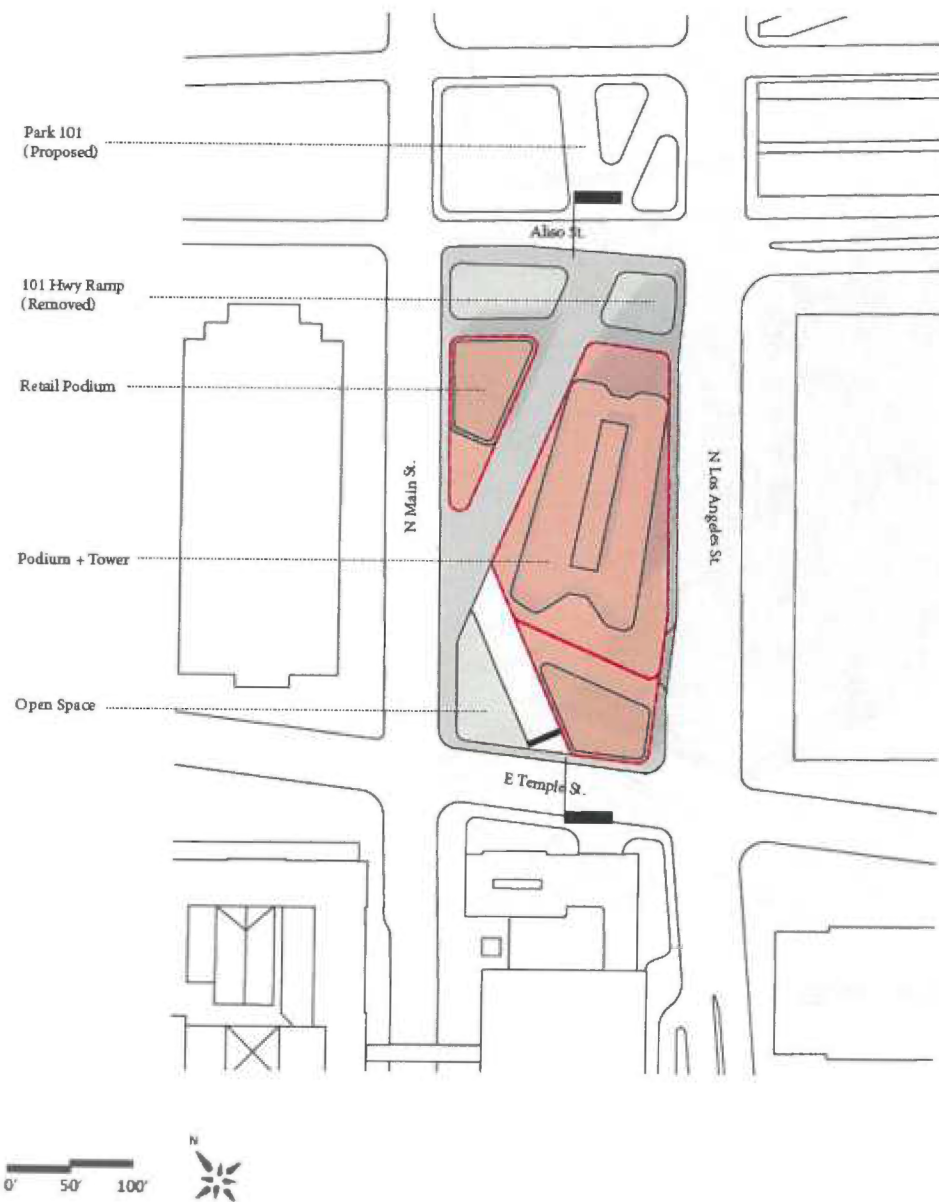 Park 101
(Proposed)
Aliso St.
101 Hwy Ramp
(Removed)
Retail Podium
N Main St.
N Los Angeles St.
Podium + Tower
Open Space
E Temple St.
N
0' 50' 100'